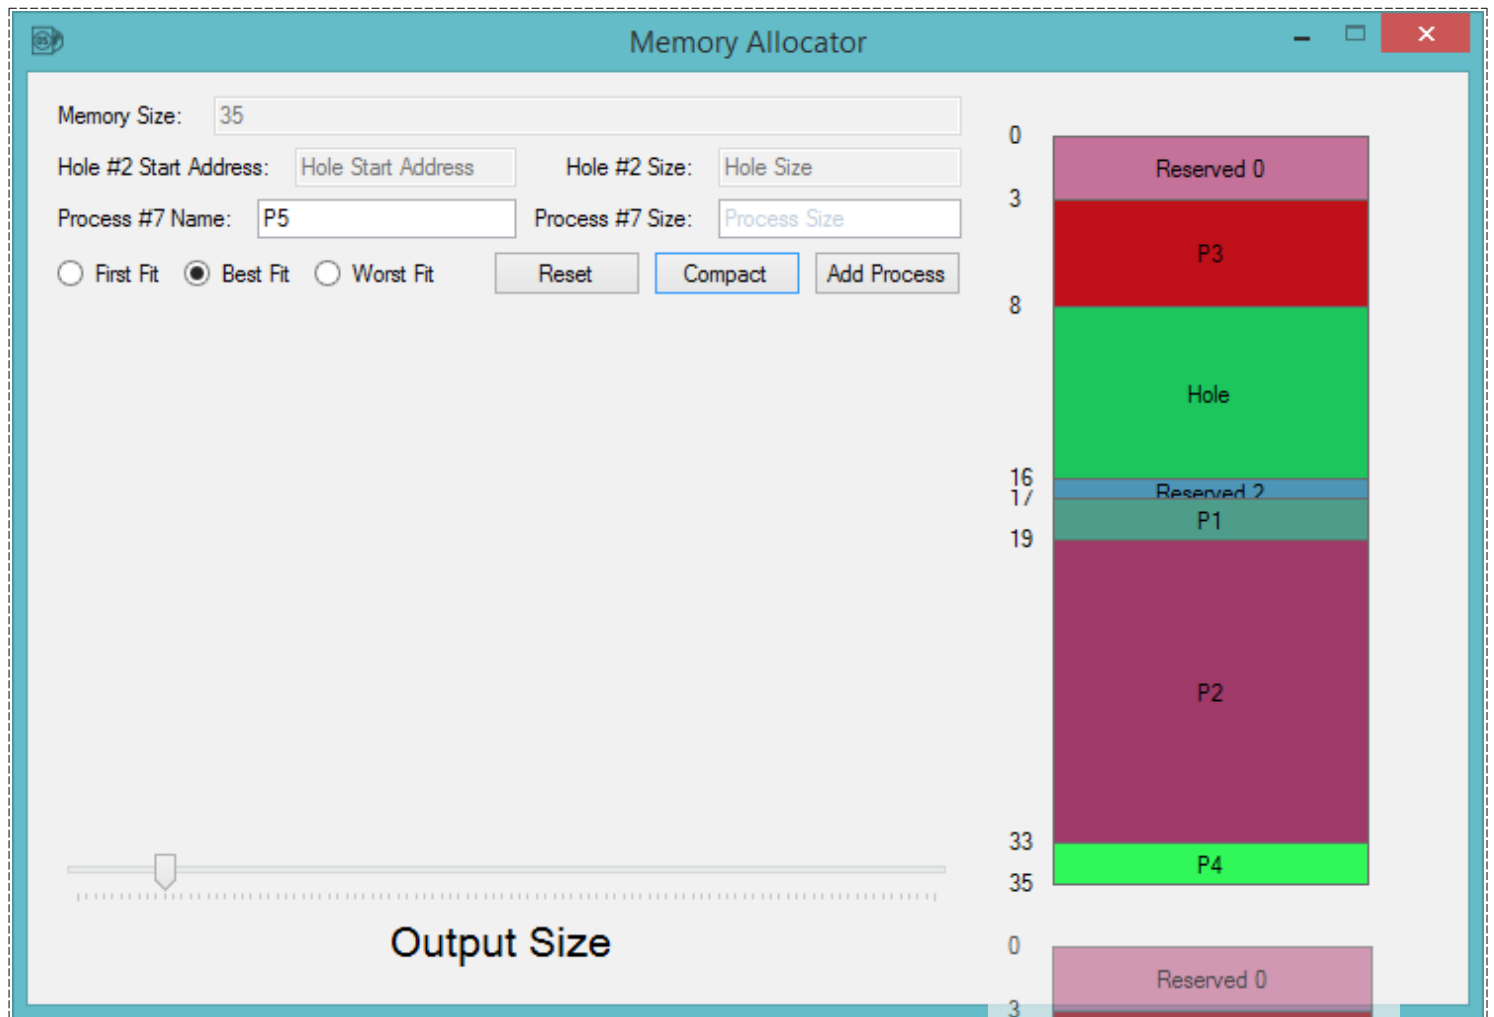 Memory Allocator
Memory Size: 35
Hole #2 Start Address: Hole Start Address Hole #2 Size: Hole Size
Process #7 Name: P5 Process #7 Size: Process Size
First Fit Best Fit Worst Fit Reset Compact Add Process
Output Size
0
Reserved 0
3
P3
8
Hole
16
Reserved 2
17
P1
19
P2
33
P4
35
0
Reserved 0
3